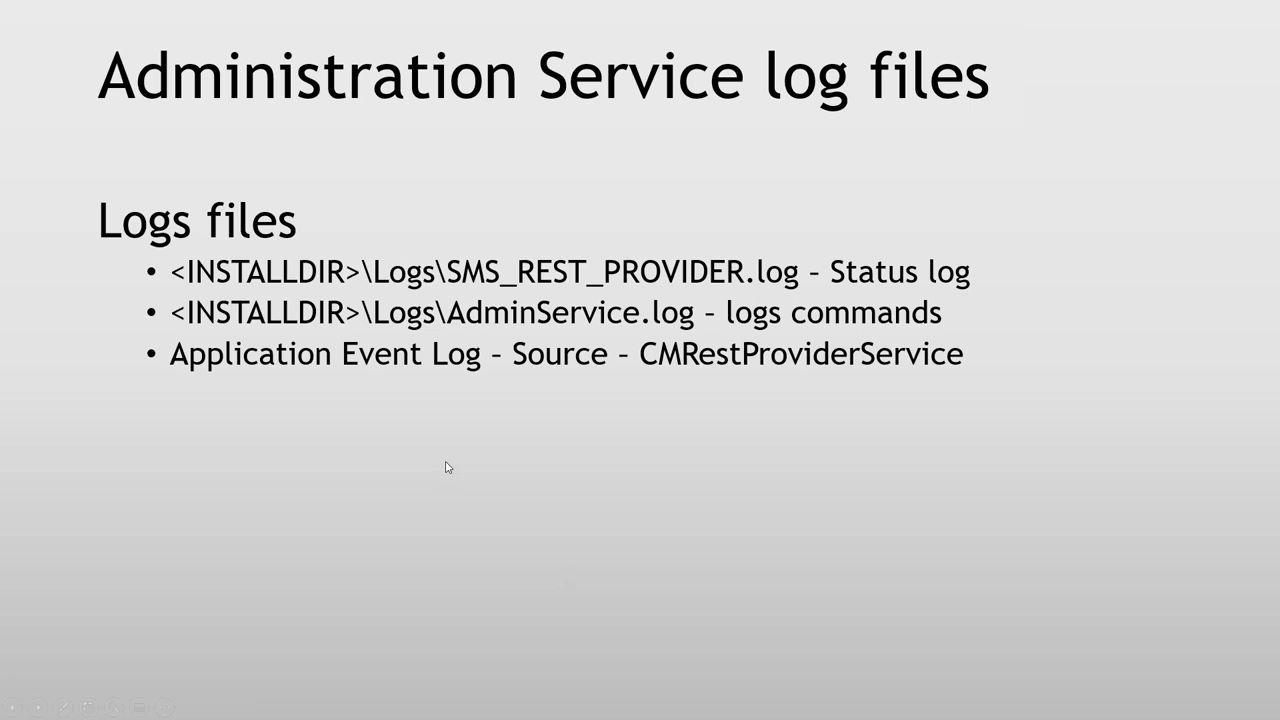 Administration Service log files
Logs files
• <INSTALLDIR>\Logs\SMS_REST_PROVIDER.log – Status log
• <INSTALLDIR>\Logs\AdminService.log – logs commands
• Application Event Log – Source – CMRestProviderService